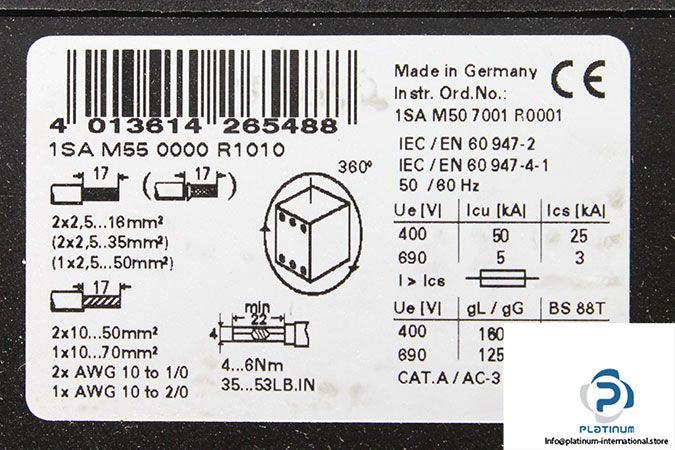 4 013614 265488
1SA M55 0000 R1010
17 ( 17 )
2x2,5...16mm²
(2x2,5...35mm²)
(1x2,5...50mm²)
17
2x10...50mm²
1x10...70mm²
2x AWG 10 to 1/0
1x AWG 10 to 2/0
360°
min
22
4
4...6Nm
35...53LB.IN
Made in Germany
Instr. Ord.No.:
CE
1SA M50 7001 R0001
IEC / EN 60 947-2
IEC / EN 60 947-4-1
50 / 60 Hz
Ue [V] Icu [kA] Ics [kA]
400 50 25
690 5 3
I > Ics
Ue [V] gL / gG BS 88T
400 160
690 125
CAT.A / AC-3
PLATINUM
Info@platinum-international.store